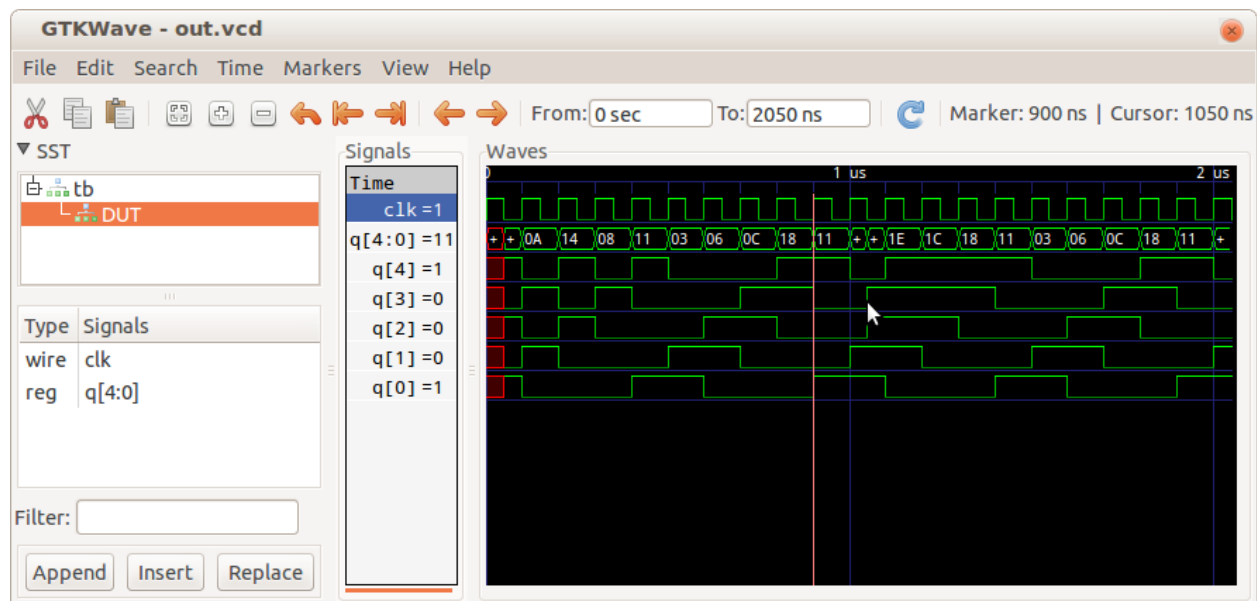 GTKWave - out.vcd
File Edit Search Time Markers View Help
From: 0 sec To: 2050 ns Marker: 900 ns | Cursor: 1050 ns
SST
tb
DUT
Type Signals
wire clk
reg q[4:0]
Filter:
Append Insert Replace
Signals
Time
clk =1
q[4:0] =11
q[4] =1
q[3] =0
q[2] =0
q[1] =0
q[0] =1
Waves
0 1 us 2 us
+ + 0A 14 08 11 03 06 0C 18 11 + + 1E 1C 18 11 03 06 0C 18 11 +